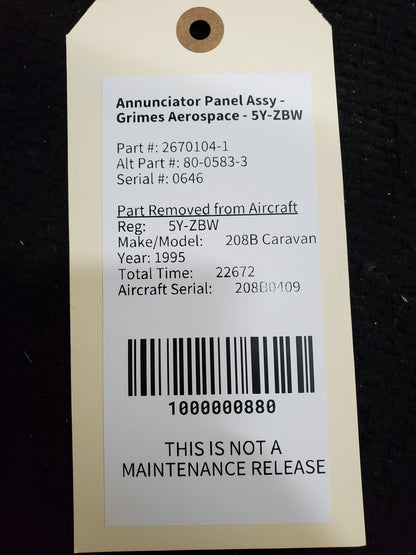 Annunciator Panel Assy -
Grimes Aerospace - 5Y-ZBW
Part #: 2670104-1
Alt Part #: 80-0583-3
Serial #: 0646
Part Removed from Aircraft
Reg: 5Y-ZBW
Make/Model: 208B Caravan
Year: 1995
Total Time: 22672
Aircraft Serial: 208B0409
1000000880
THIS IS NOT A
MAINTENANCE RELEASE